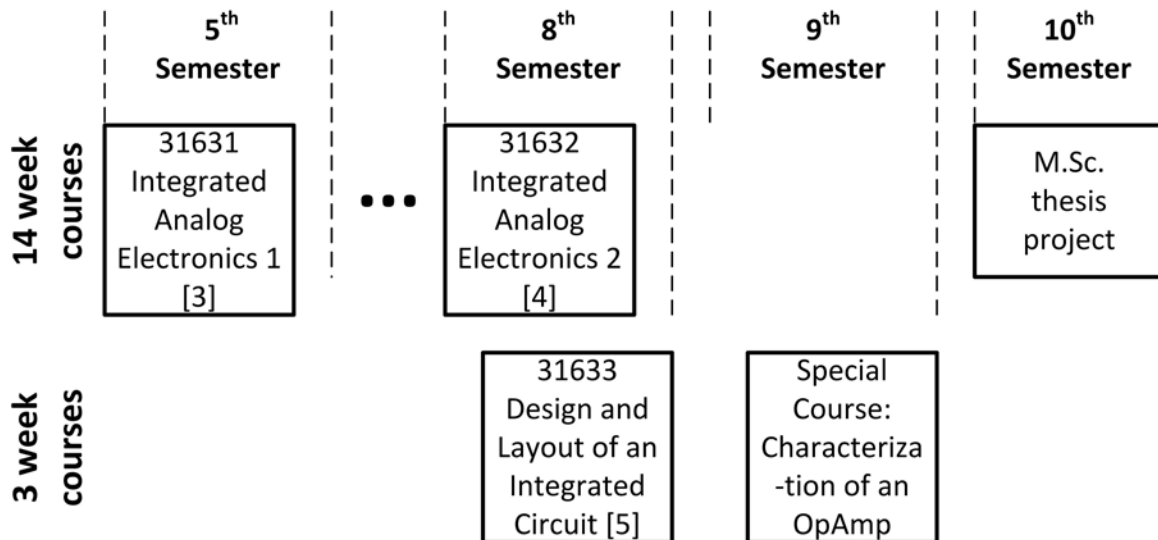 5th
Semester
8th
Semester
9th
Semester
10th
Semester
14 week
courses
31631
Integrated
Analog
Electronics 1
[3]
...
31632
Integrated
Analog
Electronics 2
[4]
M.Sc.
thesis
project
3 week
courses
31633
Design and
Layout of an
Integrated
Circuit [5]
Special
Course:
Characteriza
-tion of an
OpAmp